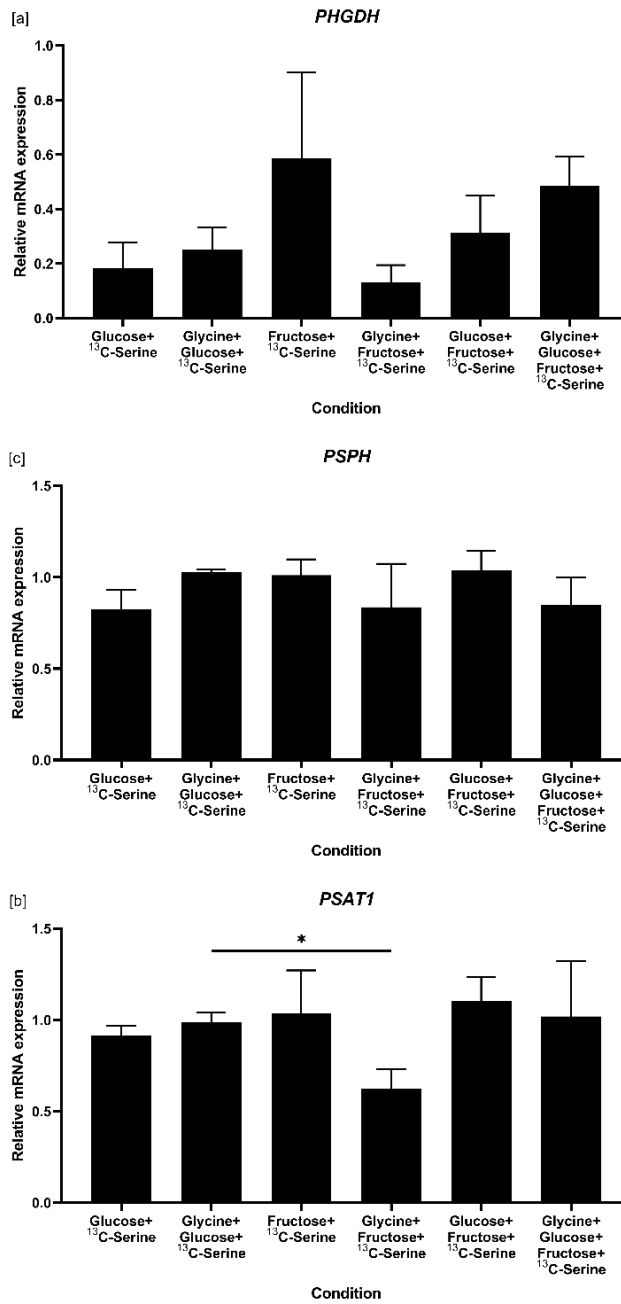 [a]
PHGDH
Relative mRNA expression
1.0
0.8
0.6
0.4
0.2
0.0
Glucose+
¹³C-Serine
Glycine+
Glucose+
¹³C-Serine
Fructose+
¹³C-Serine
Glycine+
Fructose+
¹³C-Serine
Glucose+
Fructose+
¹³C-Serine
Glycine+
Glucose+
Fructose+
¹³C-Serine
Condition
[c]
PSPH
Relative mRNA expression
1.5
1.0
0.5
0.0
Glucose+
¹³C-Serine
Glycine+
Glucose+
¹³C-Serine
Fructose+
¹³C-Serine
Glycine+
Fructose+
¹³C-Serine
Glucose+
Fructose+
¹³C-Serine
Glycine+
Glucose+
Fructose+
¹³C-Serine
Condition
[b]
PSAT1
Relative mRNA expression
1.5
1.0
0.5
0.0
*
Glucose+
¹³C-Serine
Glycine+
Glucose+
¹³C-Serine
Fructose+
¹³C-Serine
Glycine+
Fructose+
¹³C-Serine
Glucose+
Fructose+
¹³C-Serine
Glycine+
Glucose+
Fructose+
¹³C-Serine
Condition